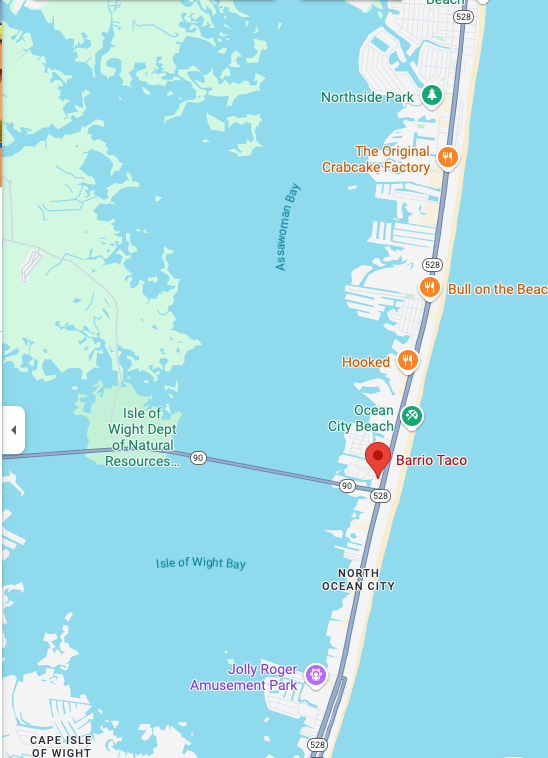 Beach
528
Northside Park
The Original
Crabcake Factory
Assawoman Bay
528
Bull on the Beac
Hooked
Ocean
City Beach
Isle of
Wight Dept
of Natural
Resources...
90
Barrio Taco
90
528
Isle of Wight Bay
NORTH
OCEAN CITY
Jolly Roger
Amusement Park
CAPE ISLE
OF WIGHT
528